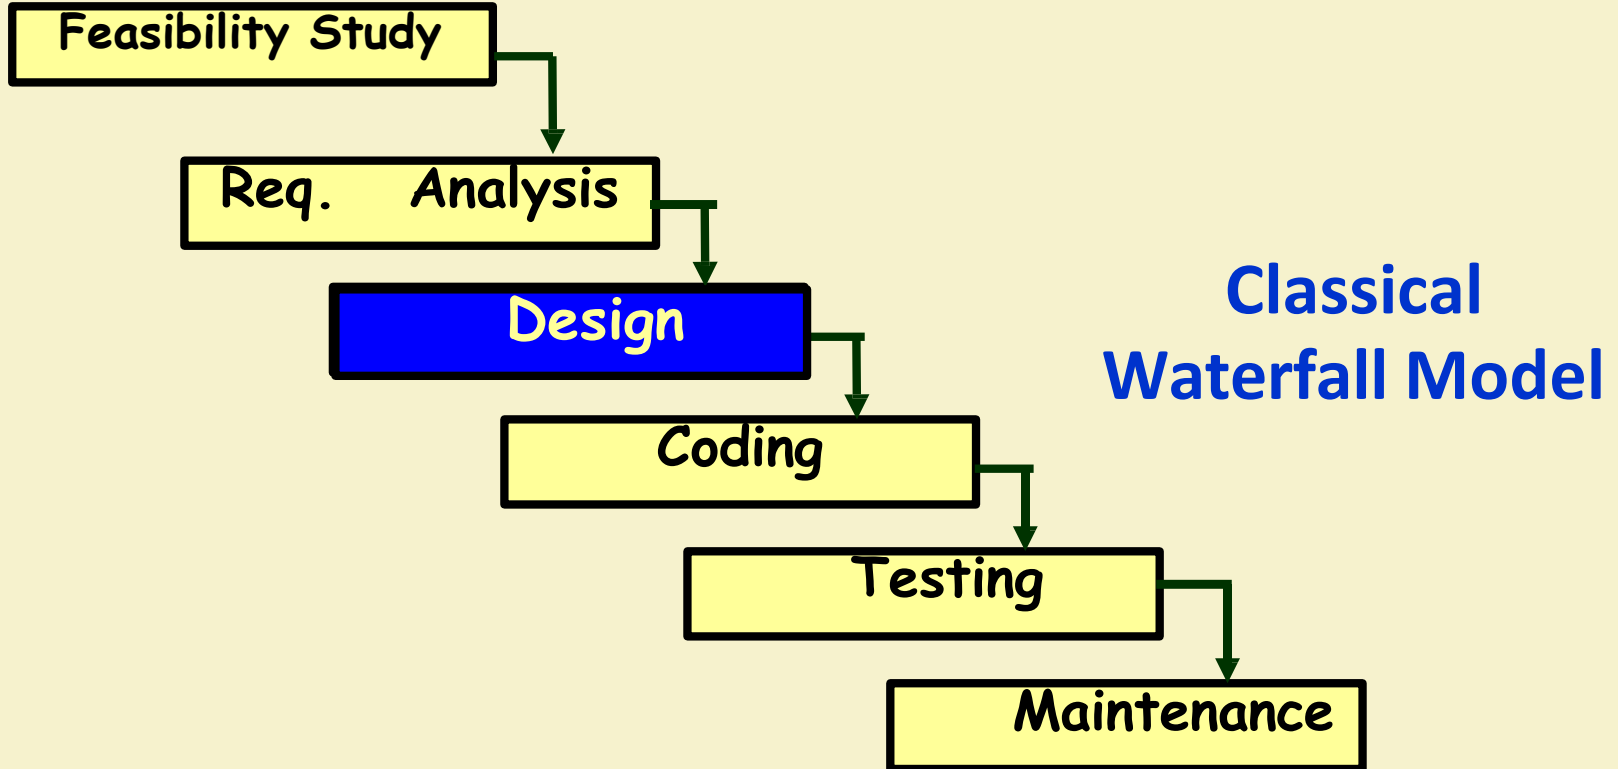 Feasibility Study
Req. Analysis
Design
Classical
Waterfall Model
Coding
Testing
Maintenance